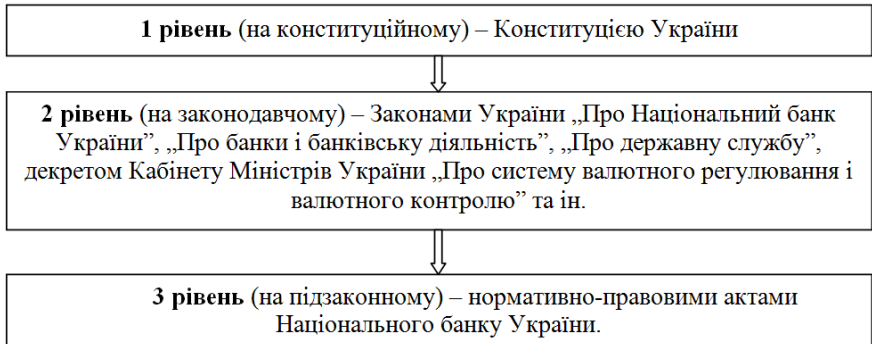 1 рівень (на конституційному) – Конституцією України
2 рівень (на законодавчому) – Законами України „Про Національний банк
України”, „Про банки і банківську діяльність”, „Про державну службу”,
декретом Кабінету Міністрів України „Про систему валютного регулювання і
валютного контролю” та ін.
3 рівень (на підзаконному) – нормативно-правовими актами
Національного банку України.